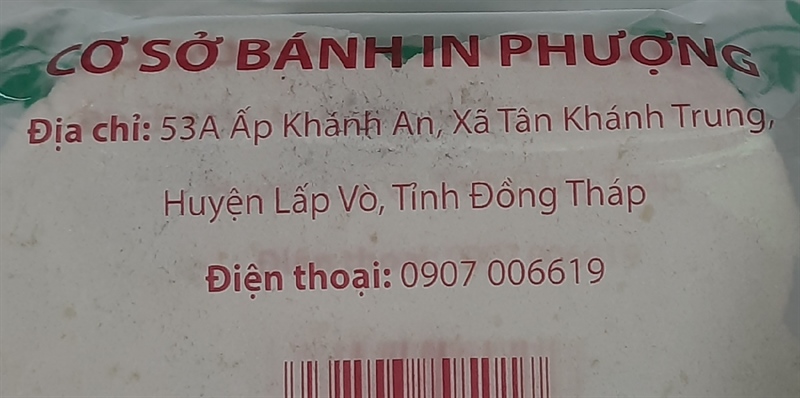 CƠ SỞ BÁNH IN PHƯỢNG
Địa chỉ: 53A Ấp Khánh An, Xã Tân Khánh Trung,
Huyện Lấp Vò, Tỉnh Đồng Tháp
Điện thoại: 0907 006619